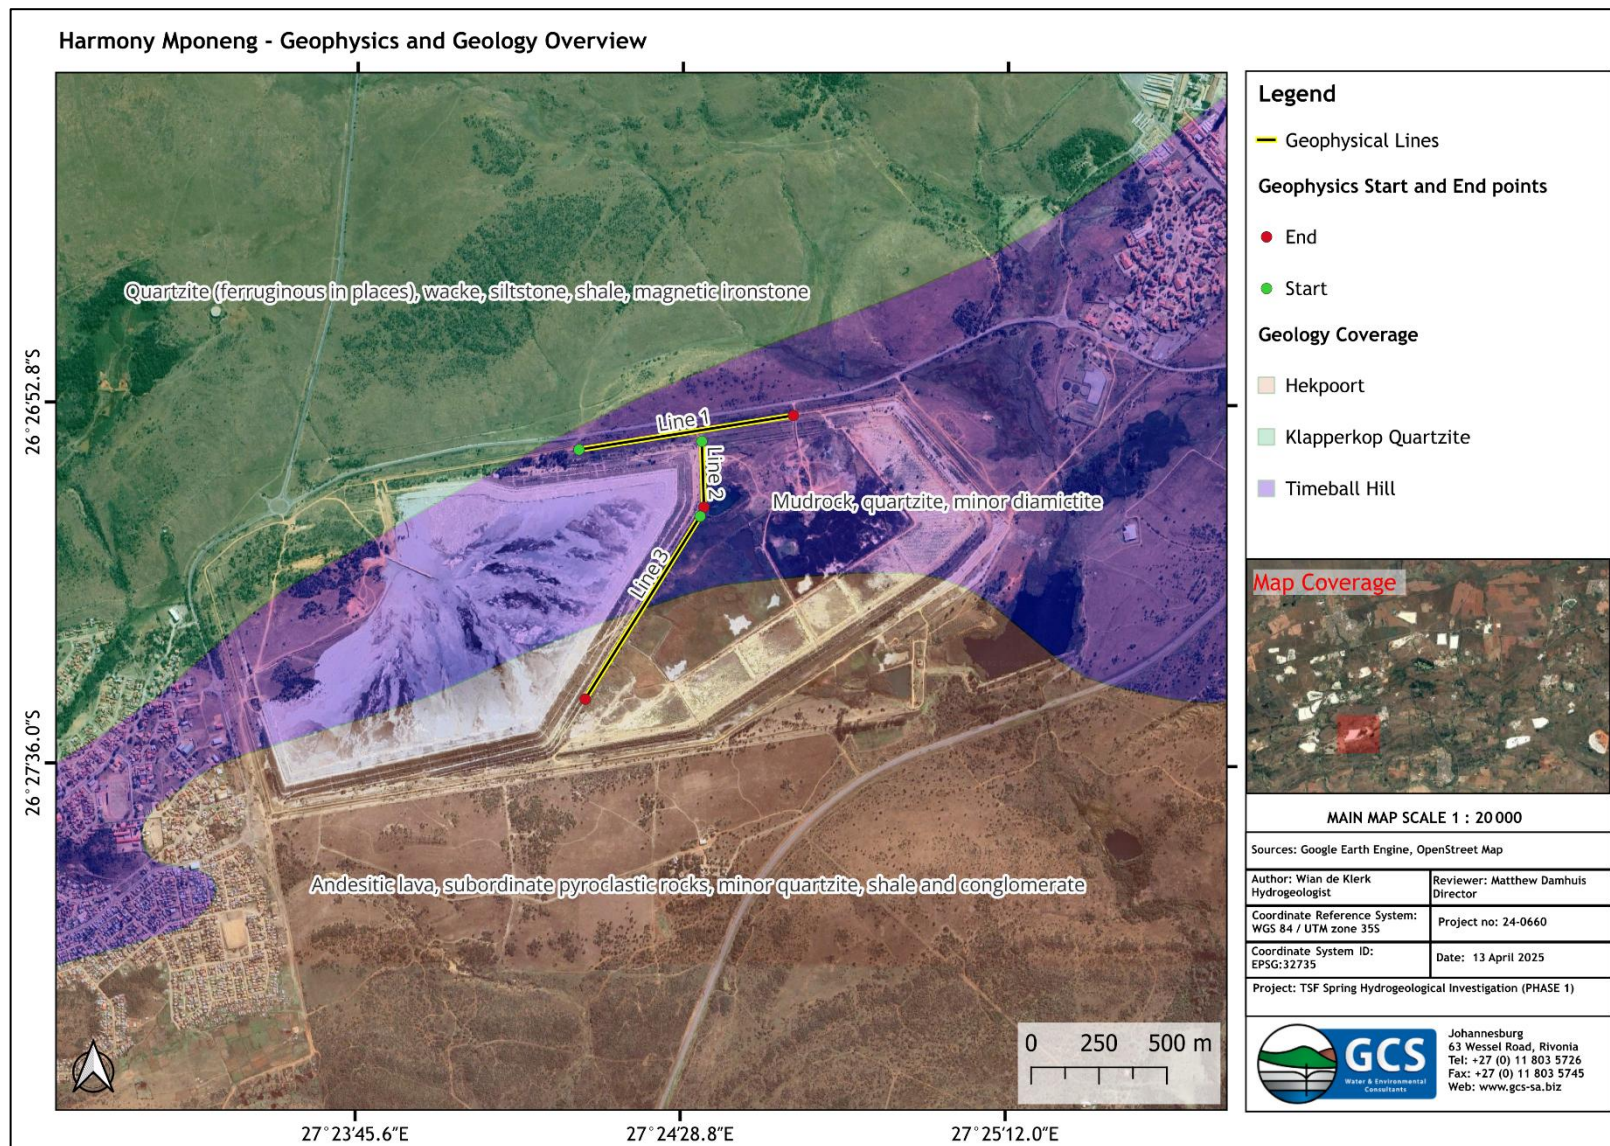 Harmony Mponeng - Geophysics and Geology Overview
Quartzite (ferruginous in places), wacke, siltstone, shale, magnetic ironstone
Line 1
Line 2
Mudrock, quartzite, minor diamictite
Line 3
Andesitic lava, subordinate pyroclastic rocks, minor quartzite, shale and conglomerate
26°26'52.8"S
26°27'36.0"S
27°23'45.6"E
27°24'28.8"E
27°25'12.0"E
0 250 500 m
Legend
Geophysical Lines
Geophysics Start and End points
End
Start
Geology Coverage
Hekpoort
Klapperkop Quartzite
Timeball Hill
Map Coverage
MAIN MAP SCALE 1 : 20 000
Sources: Google Earth Engine, OpenStreet Map
Author: Wian de Klerk
Hydrogeologist
Reviewer: Matthew Damhuis
Director
Coordinate Reference System:
WGS 84 / UTM zone 35S
Project no: 24-0660
Coordinate System ID:
EPSG:32735
Date: 13 April 2025
Project: TSF Spring Hydrogeological Investigation (PHASE 1)
GCS
Water & Environmental
Consultants
Johannesburg
63 Wessel Road, Rivonia
Tel: +27 (0) 11 803 5726
Fax: +27 (0) 11 803 5745
Web: www.gcs-sa.biz